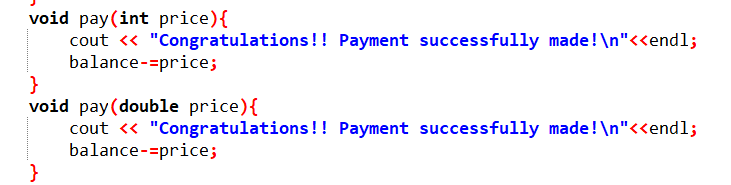 void pay(int price){
cout << "Congratulations!! Payment successfully made!\n"<<endl;
balance-=price;
}
void pay(double price){
cout << "Congratulations!! Payment successfully made!\n"<<endl;
balance-=price;
}